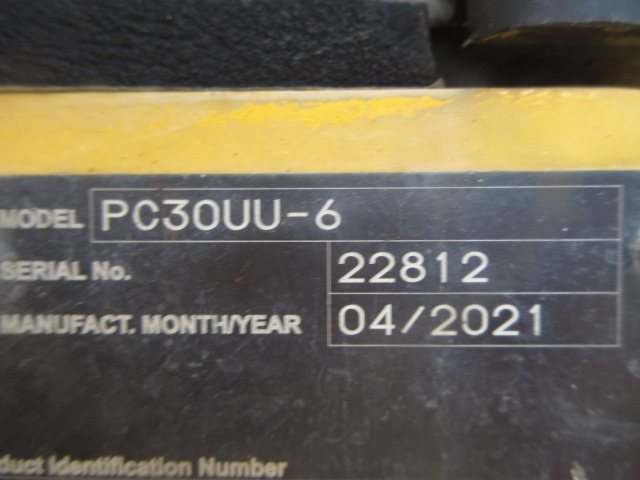 MODEL PC30UU-6
SERIAL No. 22812
MANUFACT. MONTH/YEAR 04/2021
duct Identification Number